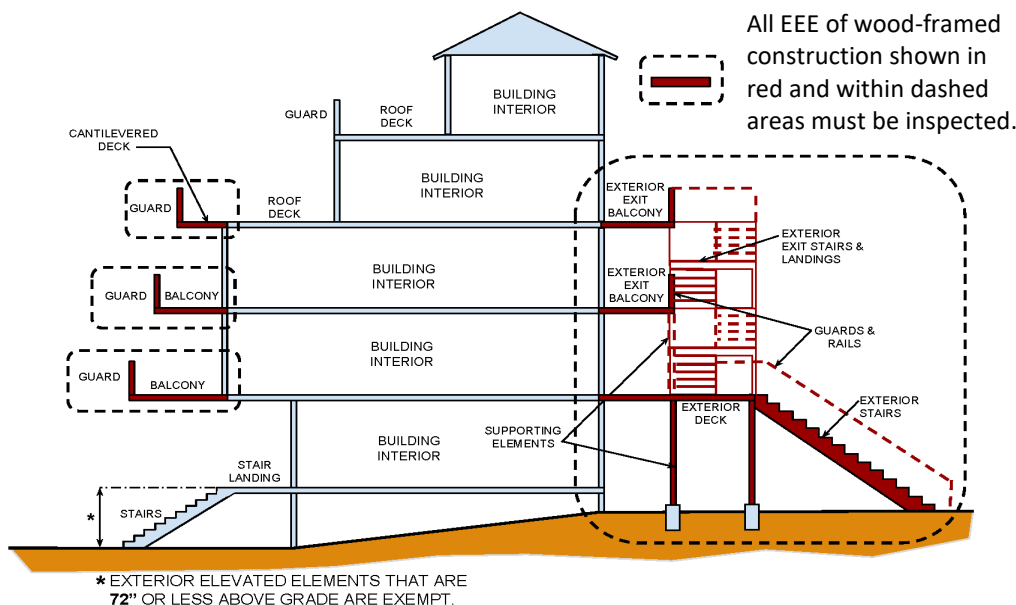 All EEE of wood-framed
construction shown in
red and within dashed
areas must be inspected.
BUILDING
INTERIOR
GUARD
ROOF
DECK
CANTILEVERED
DECK
BUILDING
INTERIOR
EXTERIOR
EXIT
BALCONY
GUARD
ROOF
DECK
EXTERIOR
EXIT STAIRS &
LANDINGS
BUILDING
INTERIOR
EXTERIOR
EXIT
BALCONY
GUARD
BALCONY
GUARDS &
RAILS
BUILDING
INTERIOR
GUARD
BALCONY
EXTERIOR
STAIRS
EXTERIOR
DECK
SUPPORTING
ELEMENTS
BUILDING
INTERIOR
STAIR
LANDING
*
STAIRS
* EXTERIOR ELEVATED ELEMENTS THAT ARE
72" OR LESS ABOVE GRADE ARE EXEMPT.